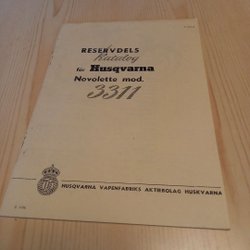 RESERVDELS
Katalog
för Husqvarna
Novolette mod.
3311
HUSQVARNA VAPENFABRIKS AKTIEBOLAG HUSKVARNA